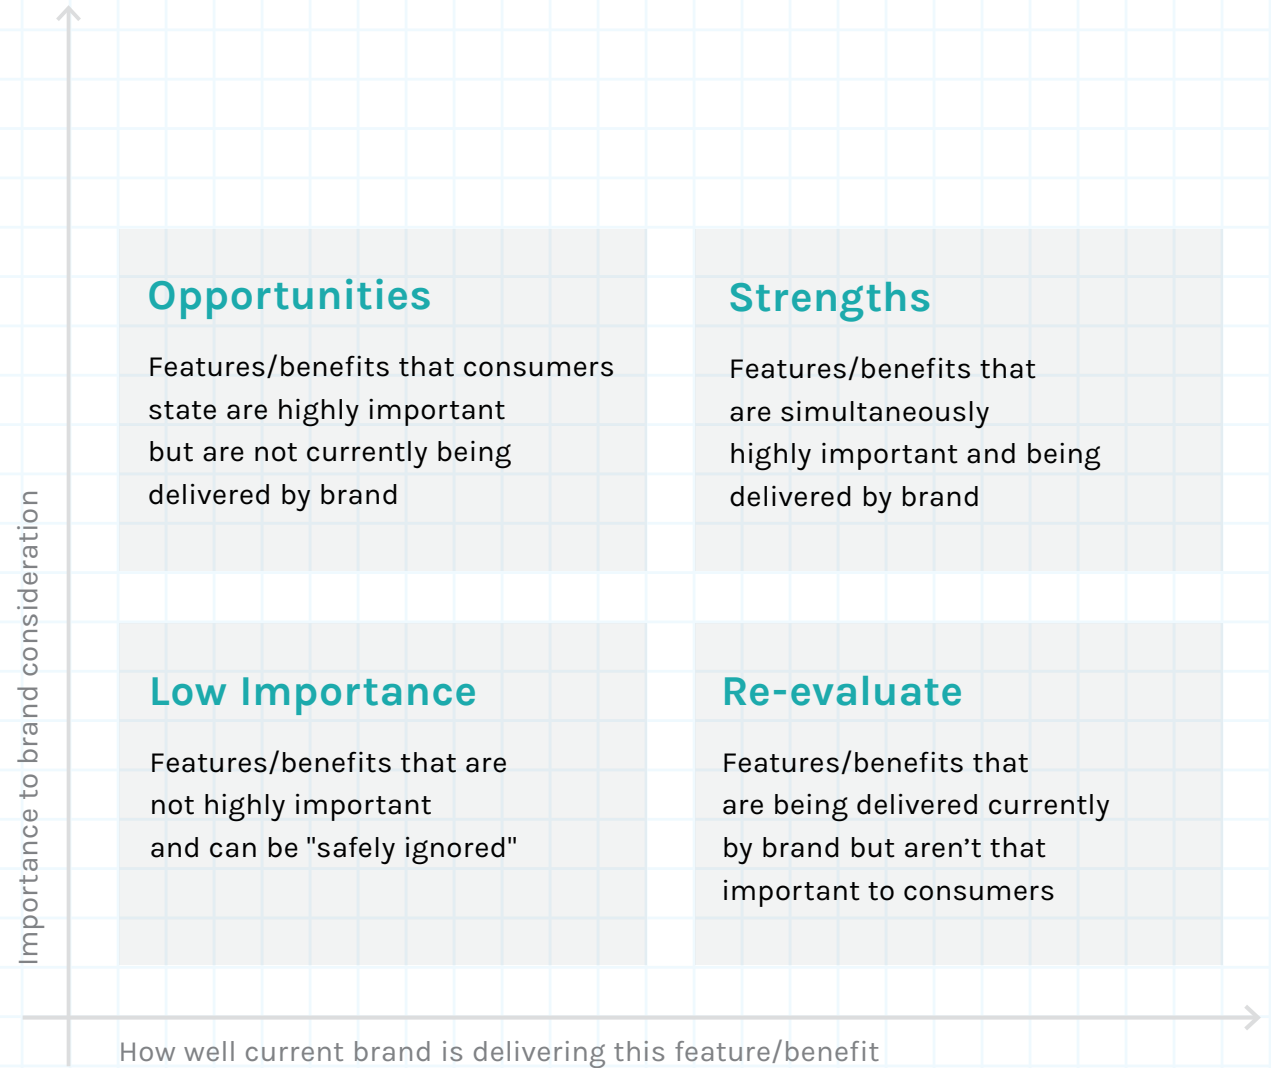 Opportunities
Features/benefits that consumers
state are highly important
but are not currently being
delivered by brand
Strengths
Features/benefits that
are simultaneously
highly important and being
delivered by brand
Low Importance
Features/benefits that are
not highly important
and can be "safely ignored"
Re-evaluate
Features/benefits that
are being delivered currently
by brand but aren’t that
important to consumers
Importance to brand consideration
How well current brand is delivering this feature/benefit